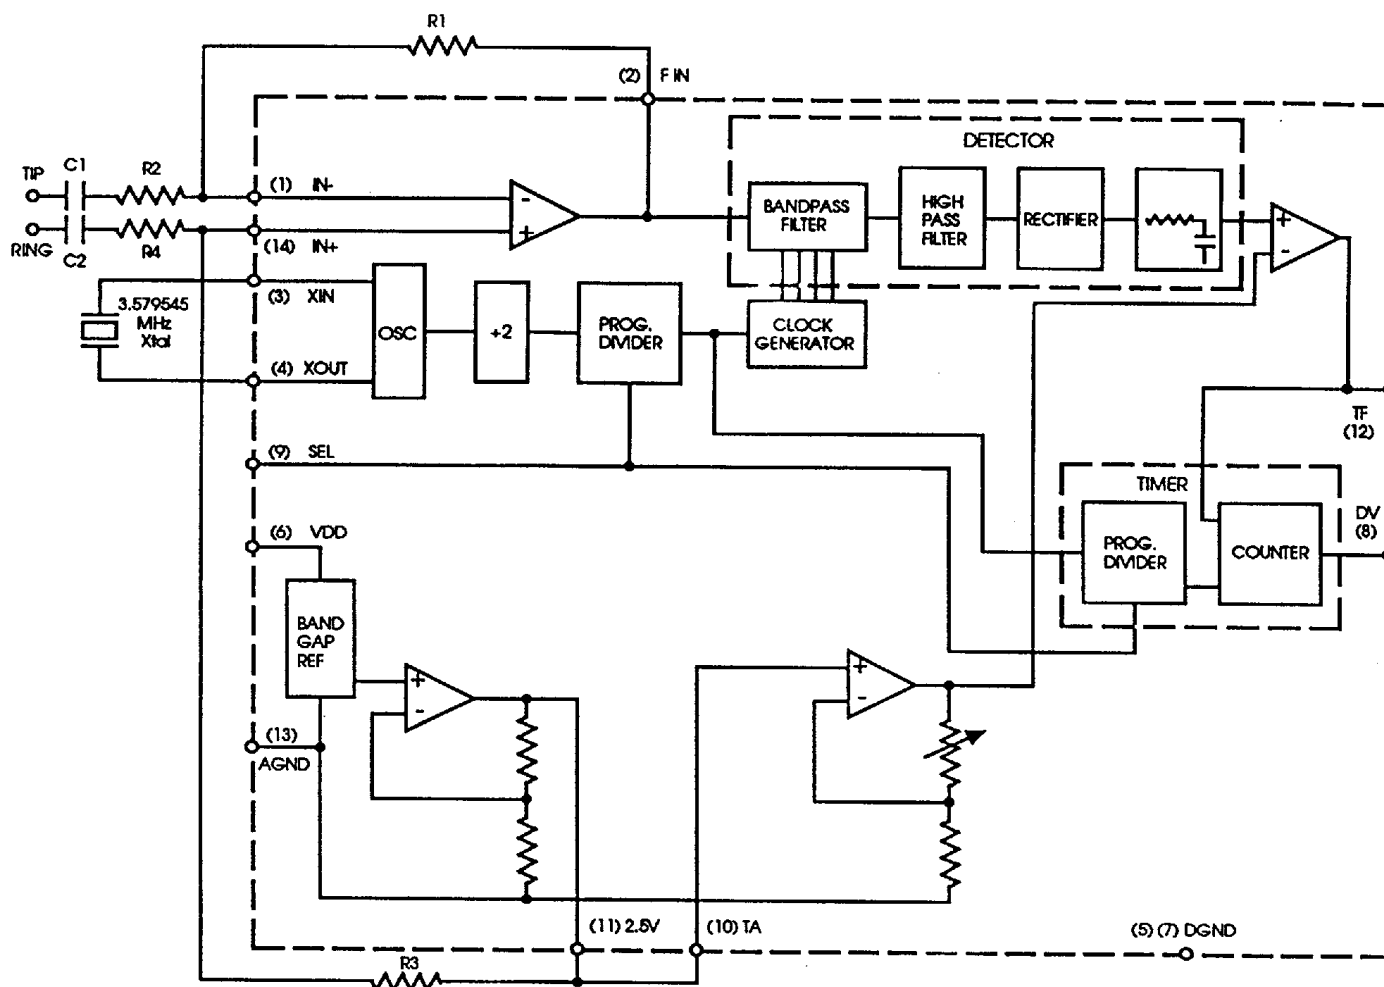 R1
(2) F IN
DETECTOR
TIP
C1
R2
(1) IN-
-
+
BANDPASS
FILTER
HIGH
PASS
FILTER
RECTIFIER
+
-
RING
C2
R4
(14) IN+
(3) XIN
3.579545
MHz
Xtal
OSC
÷2
PROG.
DIVIDER
CLOCK
GENERATOR
(4) XOUT
TF
(12)
(9) SEL
TIMER
PROG.
DIVIDER
COUNTER
DV
(8)
(6) VDD
BAND
GAP
REF
+
-
+
-
(13)
AGND
(11) 2.5V
(10) TA
(5) (7) DGND
R3